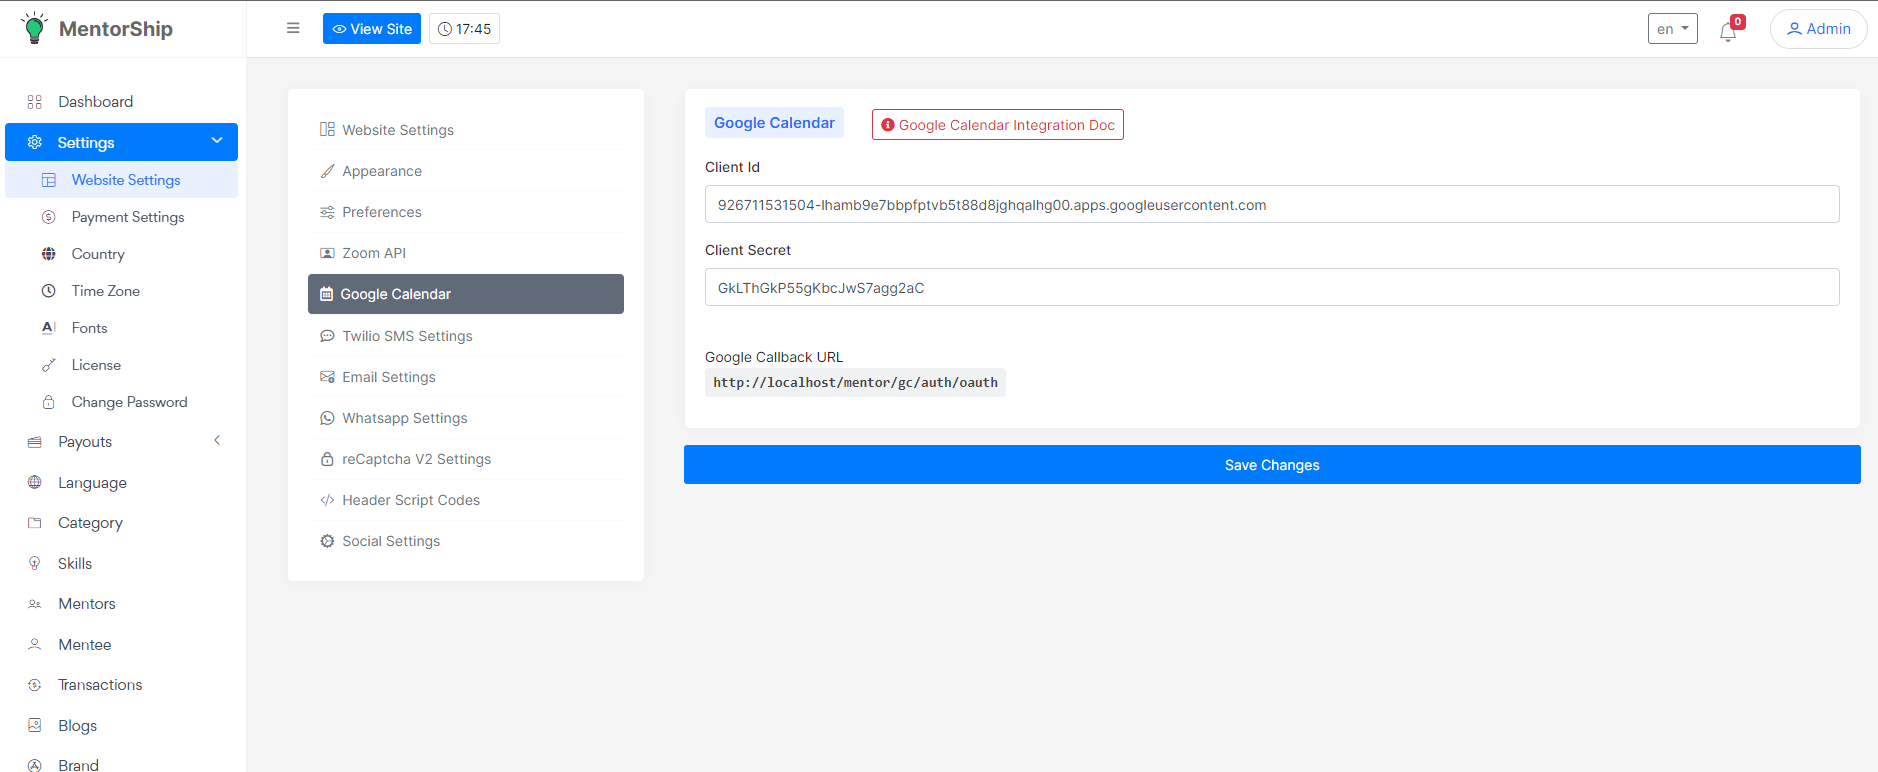 MentorShip
View Site
17:45
en
0
Admin
Dashboard
Settings
Website Settings
Payment Settings
Country
Time Zone
Fonts
License
Change Password
Payouts
Language
Category
Skills
Mentors
Mentee
Transactions
Blogs
Brand
Website Settings
Appearance
Preferences
Zoom API
Google Calendar
Twilio SMS Settings
Email Settings
Whatsapp Settings
reCaptcha V2 Settings
Header Script Codes
Social Settings
Google Calendar
Google Calendar Integration Doc
Client Id
926711531504-lhamb9e7bbpfptvb5t88d8jghqalhg00.apps.googleusercontent.com
Client Secret
GkLThGkP55gKbcJwS7agg2aC
Google Callback URL
http://localhost/mentor/gc/auth/oauth
Save Changes